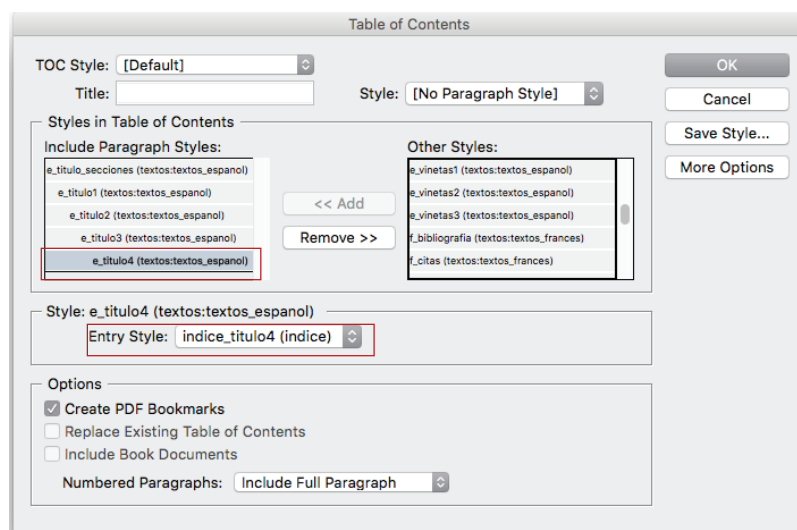 Table of Contents
TOC Style: [Default]
OK
Title:
Style: [No Paragraph Style]
Cancel
Styles in Table of Contents
Save Style...
Include Paragraph Styles:
Other Styles:
More Options
e_titulo_secciones (textos:textos_espanol)
e_vinetas1 (textos:textos_espanol)
e_titulo1 (textos:textos_espanol)
<< Add
e_vinetas2 (textos:textos_espanol)
e_titulo2 (textos:textos_espanol)
e_vinetas3 (textos:textos_espanol)
e_titulo3 (textos:textos_espanol)
Remove >>
f_bibliografia (textos:textos_frances)
e_titulo4 (textos:textos_espanol)
f_citas (textos:textos_frances)
Style: e_titulo4 (textos:textos_espanol)
Entry Style: indice_titulo4 (indice)
Options
Create PDF Bookmarks
Replace Existing Table of Contents
Include Book Documents
Numbered Paragraphs: Include Full Paragraph